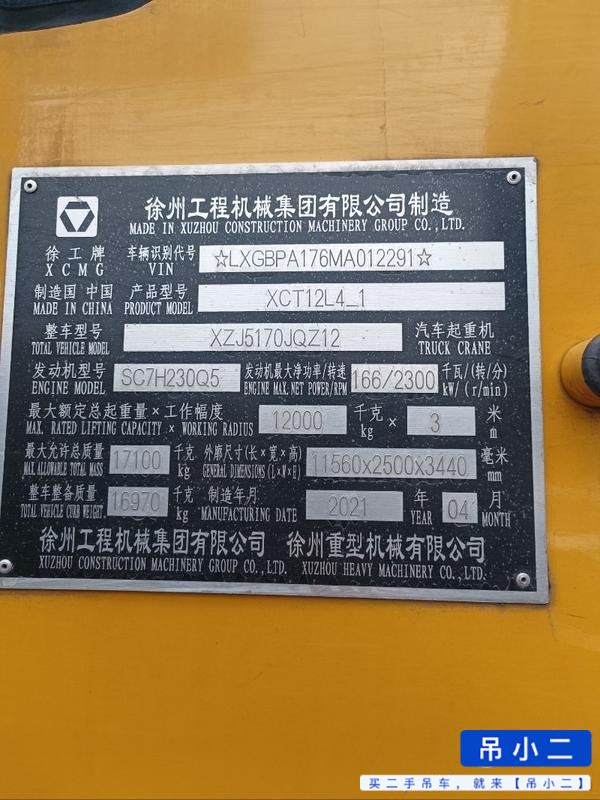 徐州工程机械集团有限公司制造
MADE IN XUZHOU CONSTRUCTION MACHINERY GROUP CO.,LTD.
徐工牌 车辆识别代号 ☆LXGBPA176MA012291☆
XCMG VIN
制造国 中国 产品型号 XCT12L4_1
MADE IN CHINA PRODUCT MODEL
整车型号 XZJ5170JQZ12 汽车起重机
TOTAL VEHICLE MODEL TRUCK CRANE
发动机型号 SC7H230Q5 发动机最大净功率/转速 166/2300 千瓦/(转/分)
ENGINE MODEL ENGINE MAX.NET POWER/RPM kW/(r/min)
最大额定总起重量×工作幅度 12000 千克 × 3 米
MAX. RATED LIFTING CAPACITY × WORKING RADIUS kg m
最大允许总质量 17100 千克 外廓尺寸(长×宽×高) 11560x2500x3440 毫米
MAX. ALLOWABLE TOTAL MASS kg GENERAL DIMENSIONS (L×W×H) mm
整车整备质量 16970 千克 制造年月 2021 年 04 月
TOTAL VEHICLE CURB WEIGHT kg MANUFACTURING DATE YEAR MONTH
徐州工程机械集团有限公司 徐州重型机械有限公司
XUZHOU CONSTRUCTION MACHINERY GROUP CO.,LTD. XUZHOU HEAVY MACHINERY CO.,LTD.
吊小二
买二手吊车，就来【吊小二】